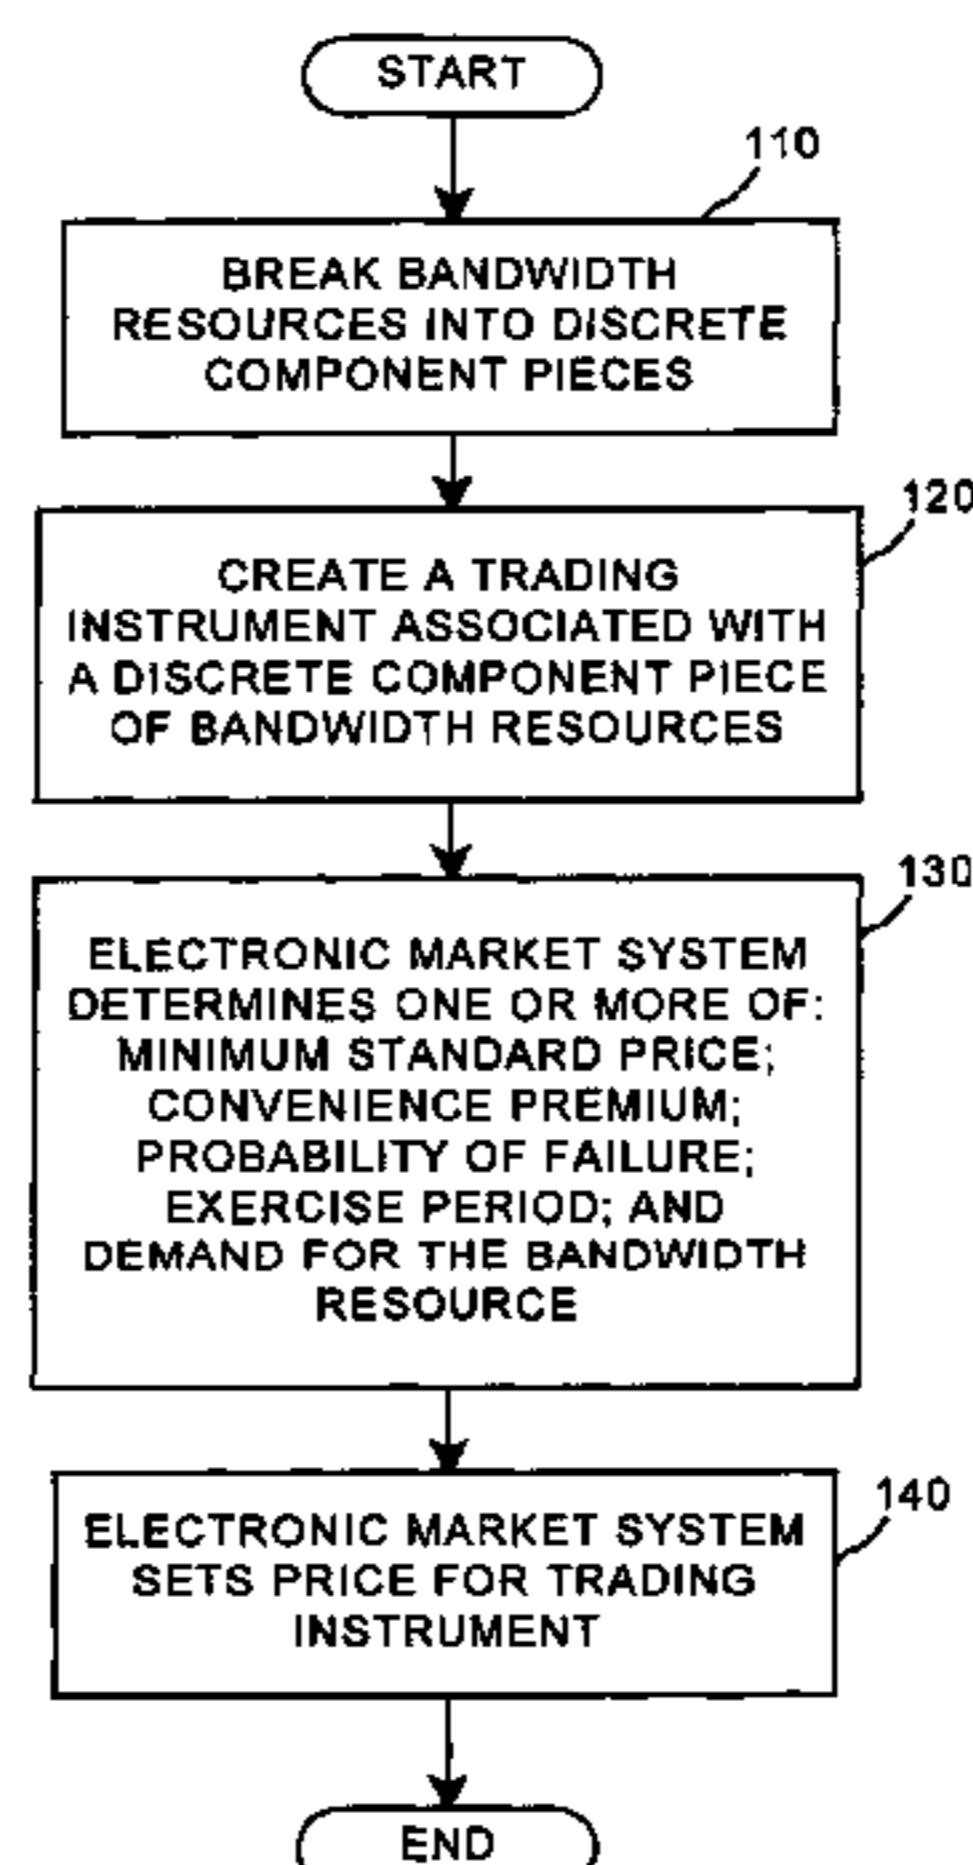 START
110
BREAK BANDWIDTH
RESOURCES INTO DISCRETE
COMPONENT PIECES
120
CREATE A TRADING
INSTRUMENT ASSOCIATED WITH
A DISCRETE COMPONENT PIECE
OF BANDWIDTH RESOURCES
130
ELECTRONIC MARKET SYSTEM
DETERMINES ONE OR MORE OF:
MINIMUM STANDARD PRICE;
CONVENIENCE PREMIUM;
PROBABILITY OF FAILURE;
EXERCISE PERIOD; AND
DEMAND FOR THE BANDWIDTH
RESOURCE
140
ELECTRONIC MARKET SYSTEM
SETS PRICE FOR TRADING
INSTRUMENT
END